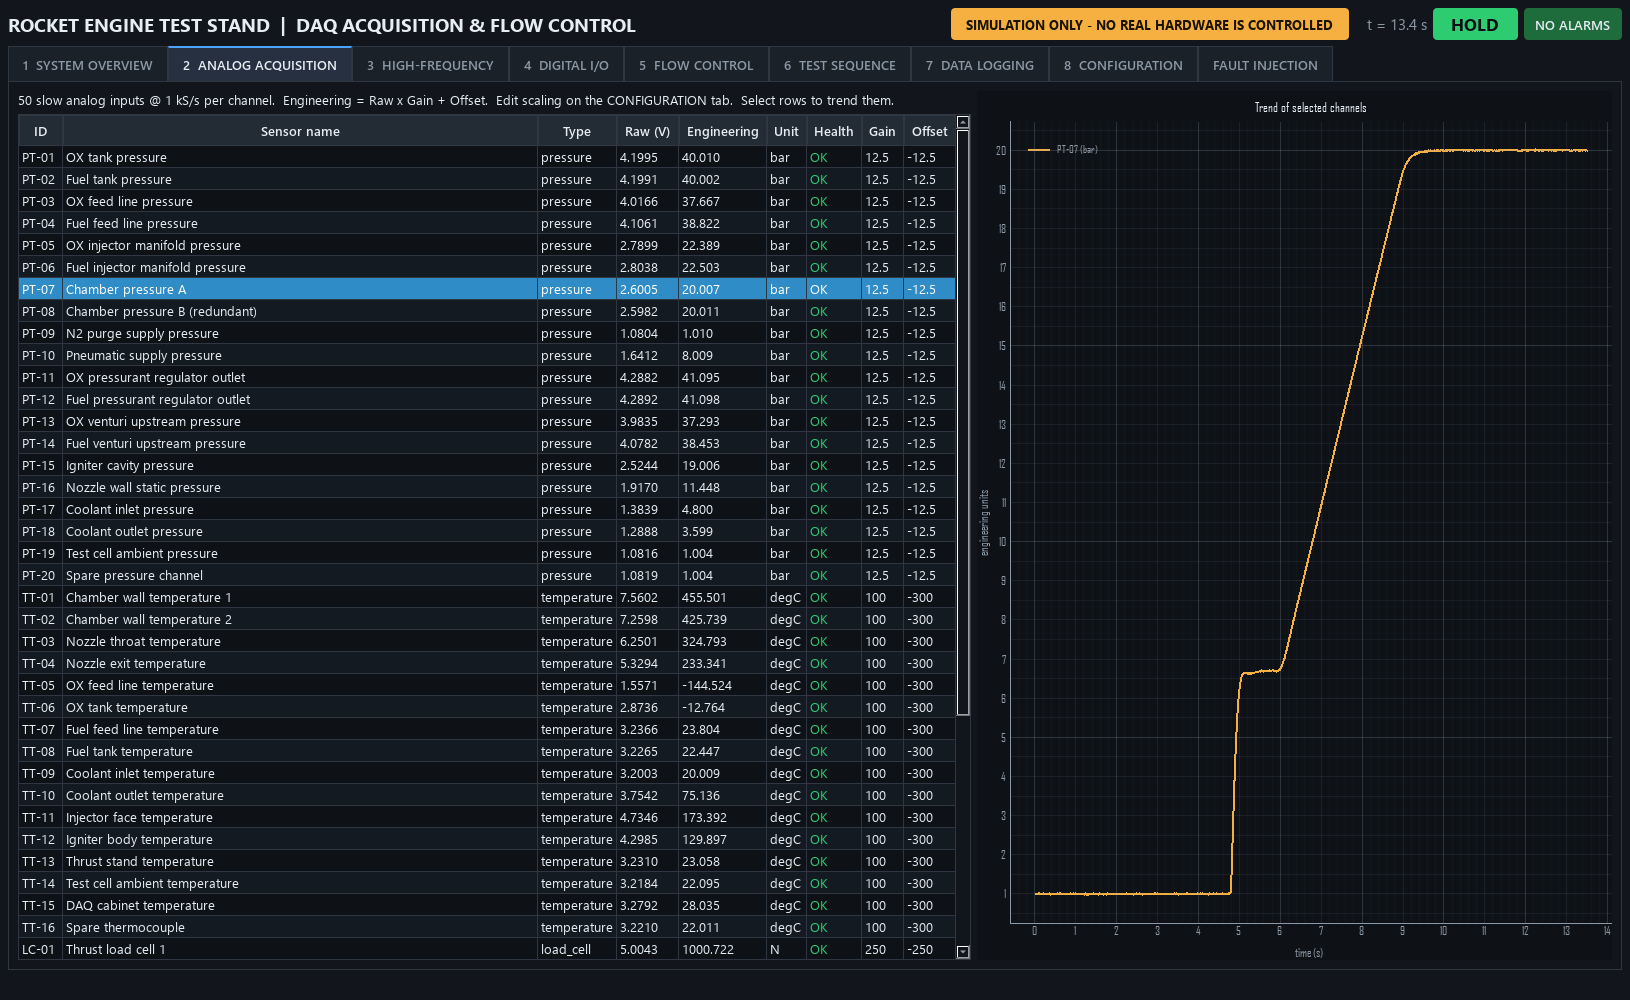 ROCKET ENGINE TEST STAND | DAQ ACQUISITION & FLOW CONTROL
SIMULATION ONLY - NO REAL HARDWARE IS CONTROLLED
t = 13.4 s
HOLD
NO ALARMS
1 SYSTEM OVERVIEW
2 ANALOG ACQUISITION
3 HIGH-FREQUENCY
4 DIGITAL I/O
5 FLOW CONTROL
6 TEST SEQUENCE
7 DATA LOGGING
8 CONFIGURATION
FAULT INJECTION
50 slow analog inputs @ 1 kS/s per channel. Engineering = Raw x Gain + Offset. Edit scaling on the CONFIGURATION tab. Select rows to trend them.
ID Sensor name Type Raw (V) Engineering Unit Health Gain Offset
PT-01 OX tank pressure pressure 4.1995 40.010 bar OK 12.5 -12.5
PT-02 Fuel tank pressure pressure 4.1991 40.002 bar OK 12.5 -12.5
PT-03 OX feed line pressure pressure 4.0166 37.667 bar OK 12.5 -12.5
PT-04 Fuel feed line pressure pressure 4.1061 38.822 bar OK 12.5 -12.5
PT-05 OX injector manifold pressure pressure 2.7899 22.389 bar OK 12.5 -12.5
PT-06 Fuel injector manifold pressure pressure 2.8038 22.503 bar OK 12.5 -12.5
PT-07 Chamber pressure A pressure 2.6005 20.007 bar OK 12.5 -12.5
PT-08 Chamber pressure B (redundant) pressure 2.5982 20.011 bar OK 12.5 -12.5
PT-09 N2 purge supply pressure pressure 1.0804 1.010 bar OK 12.5 -12.5
PT-10 Pneumatic supply pressure pressure 1.6412 8.009 bar OK 12.5 -12.5
PT-11 OX pressurant regulator outlet pressure 4.2882 41.095 bar OK 12.5 -12.5
PT-12 Fuel pressurant regulator outlet pressure 4.2892 41.098 bar OK 12.5 -12.5
PT-13 OX venturi upstream pressure pressure 3.9835 37.293 bar OK 12.5 -12.5
PT-14 Fuel venturi upstream pressure pressure 4.0782 38.453 bar OK 12.5 -12.5
PT-15 Igniter cavity pressure pressure 2.5244 19.006 bar OK 12.5 -12.5
PT-16 Nozzle wall static pressure pressure 1.9170 11.448 bar OK 12.5 -12.5
PT-17 Coolant inlet pressure pressure 1.3839 4.800 bar OK 12.5 -12.5
PT-18 Coolant outlet pressure pressure 1.2888 3.599 bar OK 12.5 -12.5
PT-19 Test cell ambient pressure pressure 1.0816 1.004 bar OK 12.5 -12.5
PT-20 Spare pressure channel pressure 1.0819 1.004 bar OK 12.5 -12.5
TT-01 Chamber wall temperature 1 temperature 7.5602 455.501 degC OK 100 -300
TT-02 Chamber wall temperature 2 temperature 7.2598 425.739 degC OK 100 -300
TT-03 Nozzle throat temperature temperature 6.2501 324.793 degC OK 100 -300
TT-04 Nozzle exit temperature temperature 5.3294 233.341 degC OK 100 -300
TT-05 OX feed line temperature temperature 1.5571 -144.524 degC OK 100 -300
TT-06 OX tank temperature temperature 2.8736 -12.764 degC OK 100 -300
TT-07 Fuel feed line temperature temperature 3.2366 23.804 degC OK 100 -300
TT-08 Fuel tank temperature temperature 3.2265 22.447 degC OK 100 -300
TT-09 Coolant inlet temperature temperature 3.2003 20.009 degC OK 100 -300
TT-10 Coolant outlet temperature temperature 3.7542 75.136 degC OK 100 -300
TT-11 Injector face temperature temperature 4.7346 173.392 degC OK 100 -300
TT-12 Igniter body temperature temperature 4.2985 129.897 degC OK 100 -300
TT-13 Thrust stand temperature temperature 3.2310 23.058 degC OK 100 -300
TT-14 Test cell ambient temperature temperature 3.2184 22.095 degC OK 100 -300
TT-15 DAQ cabinet temperature temperature 3.2792 28.035 degC OK 100 -300
TT-16 Spare thermocouple temperature 3.2210 22.011 degC OK 100 -300
LC-01 Thrust load cell 1 load_cell 5.0043 1000.722 N OK 250 -250
Trend of selected channels
PT-07 (bar)
20
19
18
17
16
15
14
13
12
11
10
9
8
7
6
5
4
3
2
1
engineering units
0 1 2 3 4 5 6 7 8 9 10 11 12 13 14
time (s)